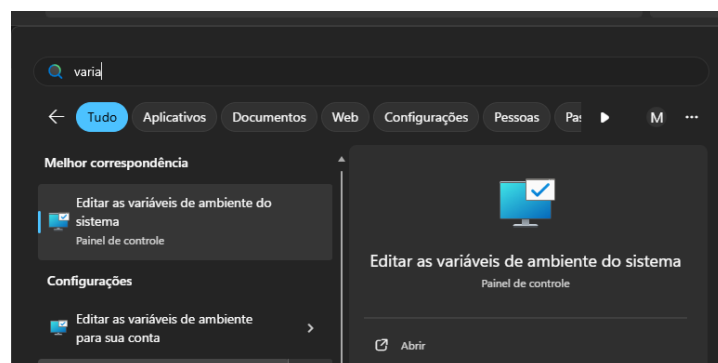 varia
Tudo Aplicativos Documentos Web Configurações Pessoas Pas M
Melhor correspondência
Editar as variáveis de ambiente do
sistema
Painel de controle
Configurações
Editar as variáveis de ambiente
para sua conta
Editar as variáveis de ambiente do sistema
Painel de controle
Abrir